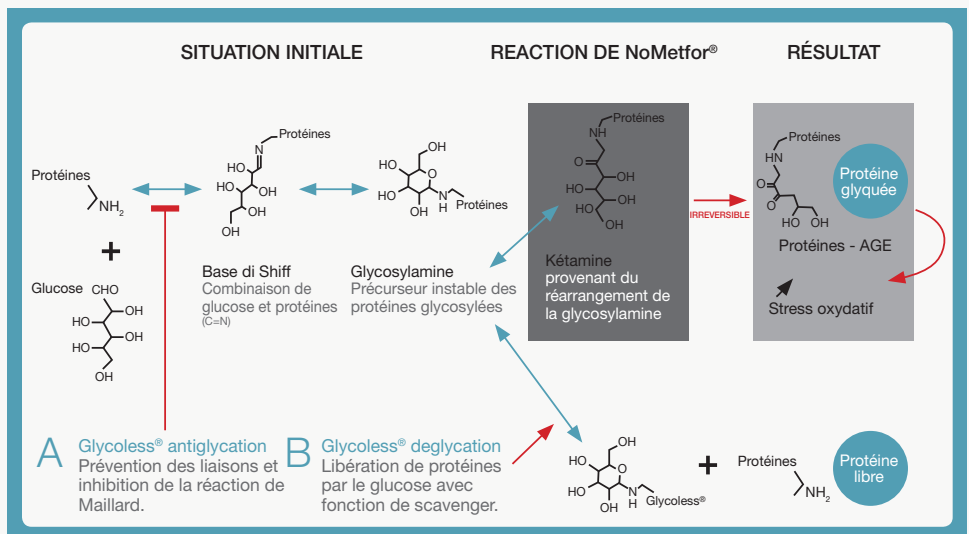 SITUATION INITIALE
REACTION DE NoMetfor®
RÉSULTAT
Protéines
NH₂
+
Glucose
CHO
OH
HO
OH
HO
OH
Protéines
N
HO
OH
HO
OH
OH
OH
Base di Shiff
Combinaison de
glucose et protéines
(C=N)
OH
HO
O
HO
OH
N
H
Protéines
Glycosylamine
Précurseur instable des
protéines glycosylées
Protéines
NH
O
OH
HO
OH
OH
OH
Kétamine
provenant du
réarrangement de
la glycosylamine
IRREVERSIBLE
Protéines
HN
O
O
HO OH
Protéine
glyquée
Protéines - AGE
Stress oxydatif
A
Glycoless® antiglycation
Prévention des liaisons et
inhibition de la réaction de
Maillard.
B
Glycoless® deglycation
Libération de protéines
par le glucose avec
fonction de scavenger.
OH
HO
O
HO
OH
N
H
Glycoless®
+
Protéines
NH₂
Protéine
libre